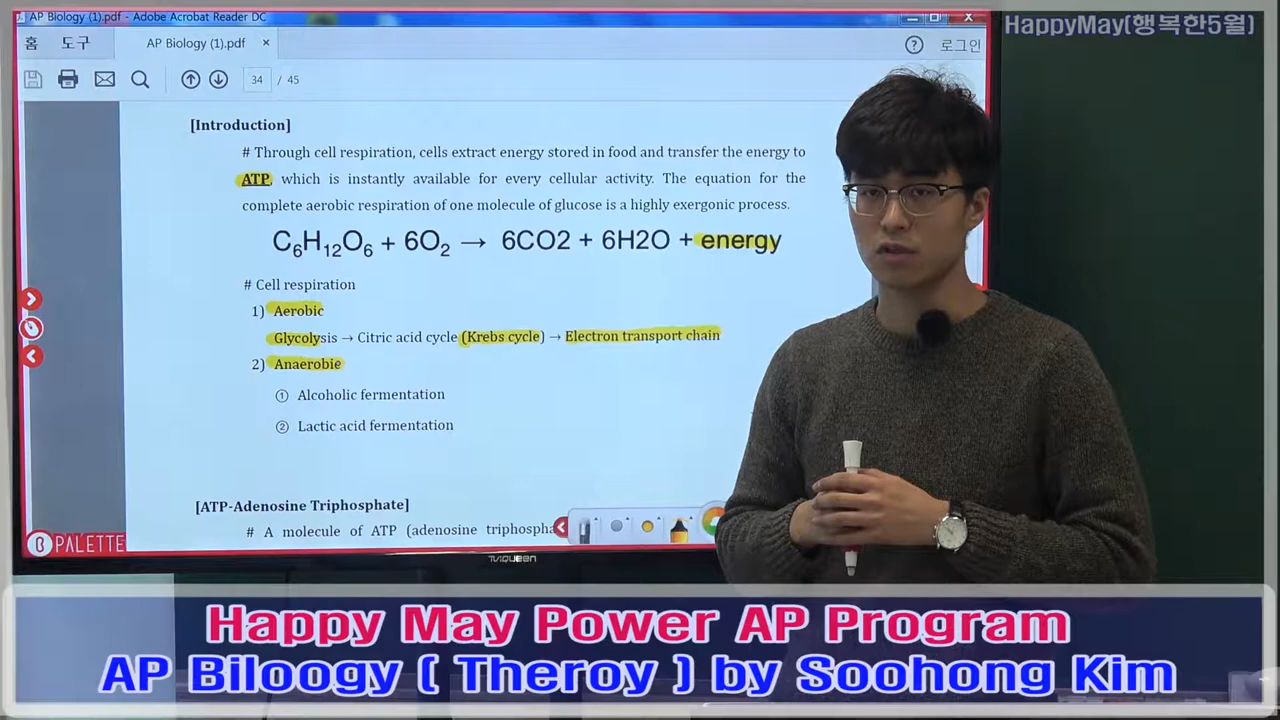 AP Biology (1).pdf - Adobe Acrobat Reader DC
HappyMay(행복한5월)
홈 도구 AP Biology (1).pdf × ? 로그인
34 / 45
[Introduction]
# Through cell respiration, cells extract energy stored in food and transfer the energy to
ATP, which is instantly available for every cellular activity. The equation for the
complete aerobic respiration of one molecule of glucose is a highly exergonic process.
C₆H₁₂O₆ + 6O₂ → 6CO2 + 6H2O + energy
# Cell respiration
1) Aerobic
Glycolysis → Citric acid cycle (Krebs cycle) → Electron transport chain
2) Anaerobie
① Alcoholic fermentation
② Lactic acid fermentation
[ATP-Adenosine Triphosphate]
# A molecule of ATP (adenosine triphospha
PALETTE
Happy May Power AP Program
AP Biloogy ( Theroy ) by Soohong Kim